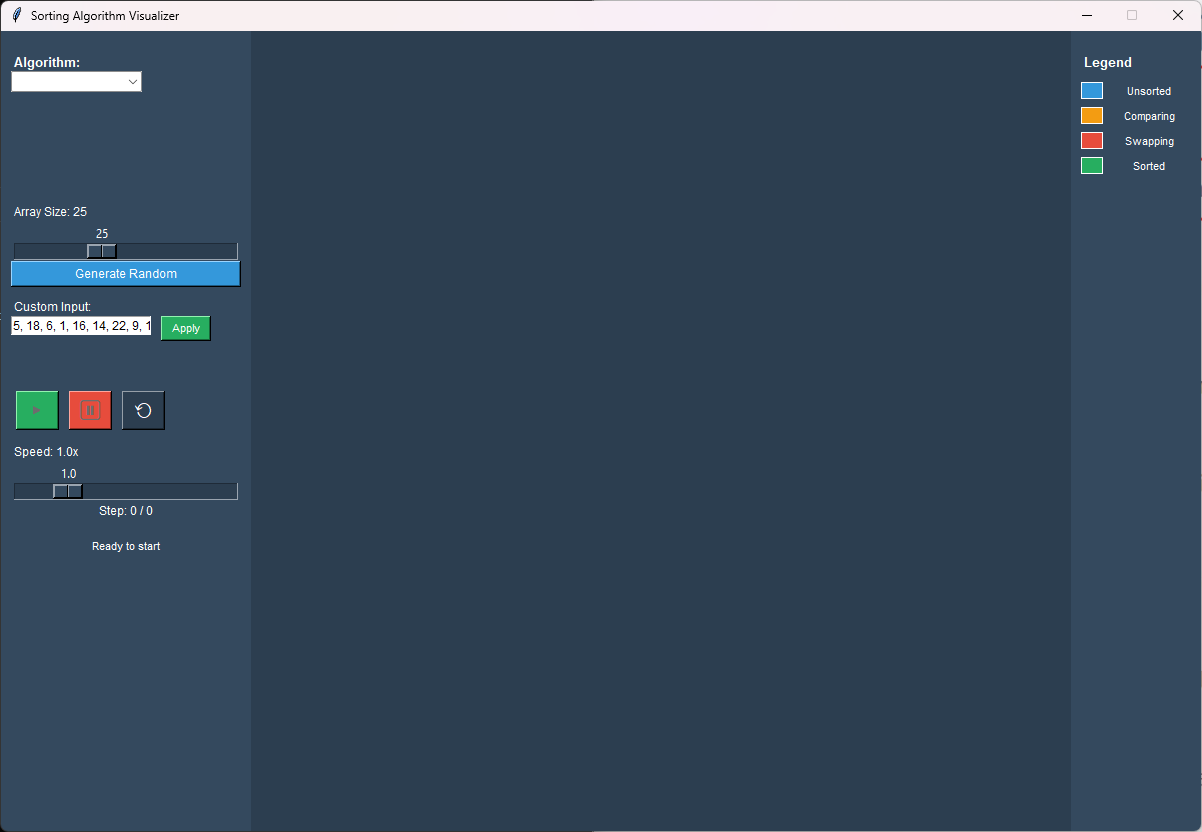 Sorting Algorithm Visualizer
Algorithm:
Array Size: 25
25
Generate Random
Custom Input:
5, 18, 6, 1, 16, 14, 22, 9, 1
Apply
Speed: 1.0x
1.0
Step: 0 / 0
Ready to start
Legend
Unsorted
Comparing
Swapping
Sorted